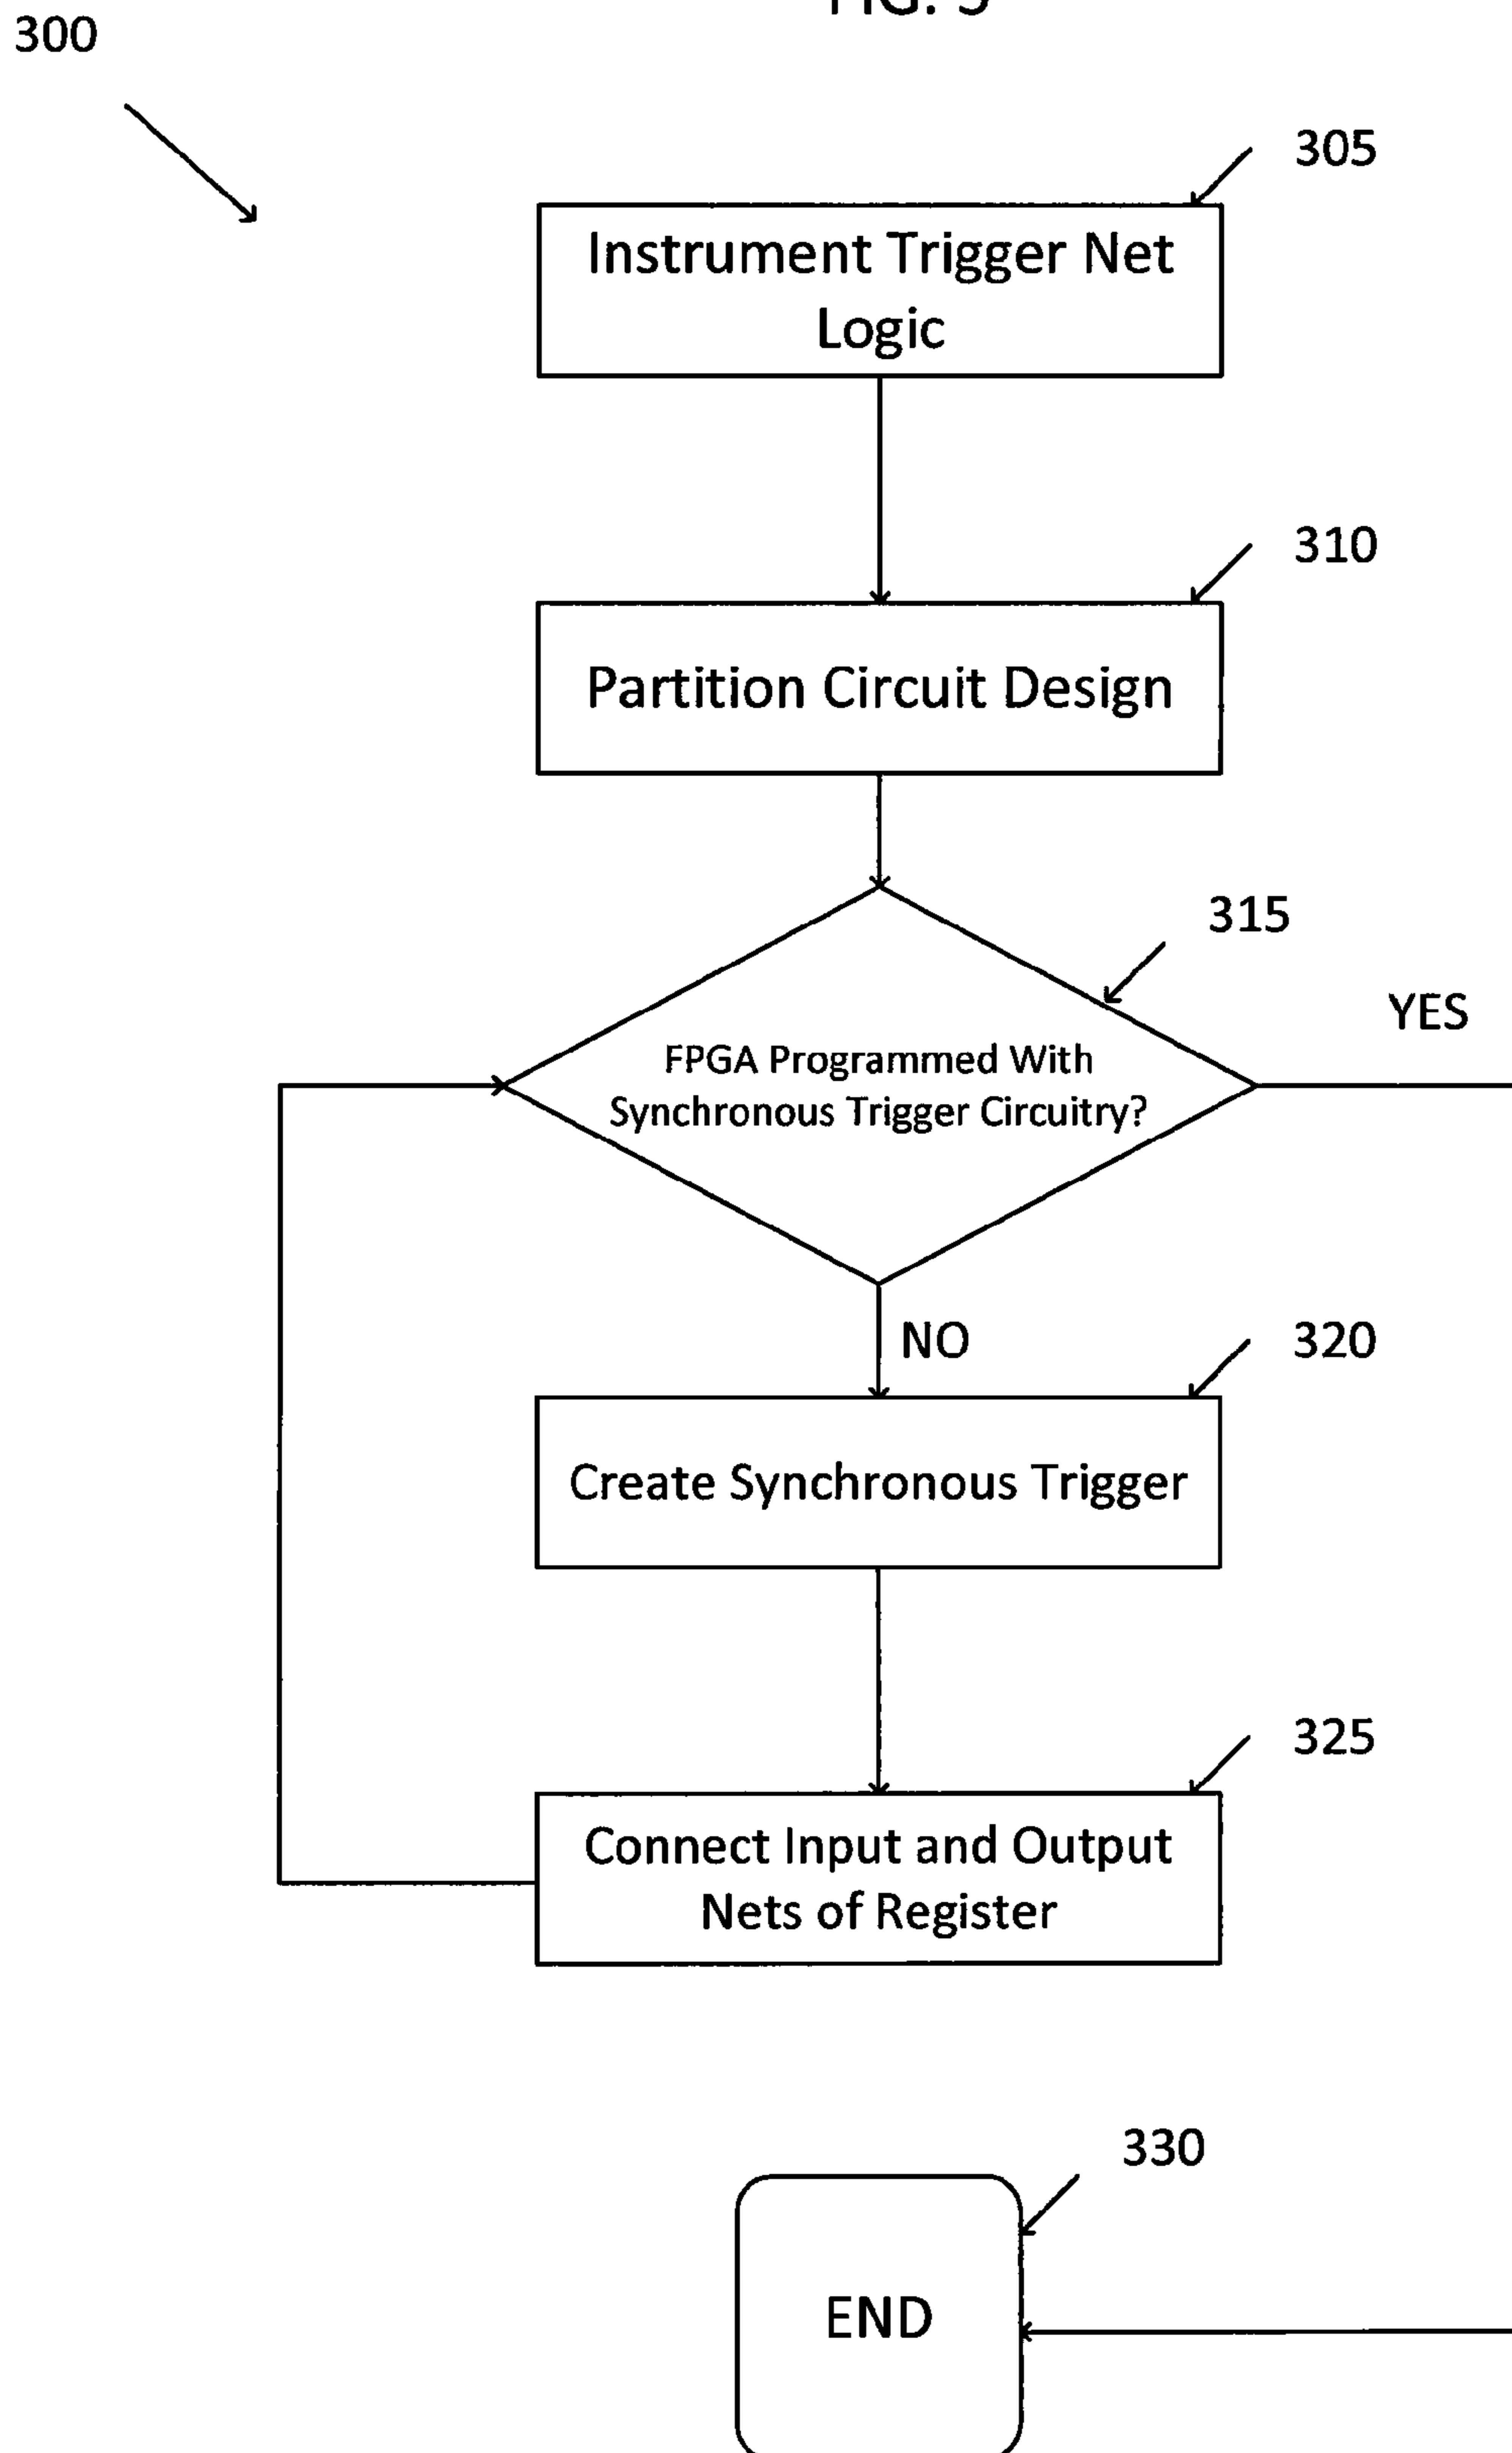 300
305
Instrument Trigger Net
Logic
310
Partition Circuit Design
315
YES
FPGA Programmed With
Synchronous Trigger Circuitry?
NO
320
Create Synchronous Trigger
325
Connect Input and Output
Nets of Register
330
END